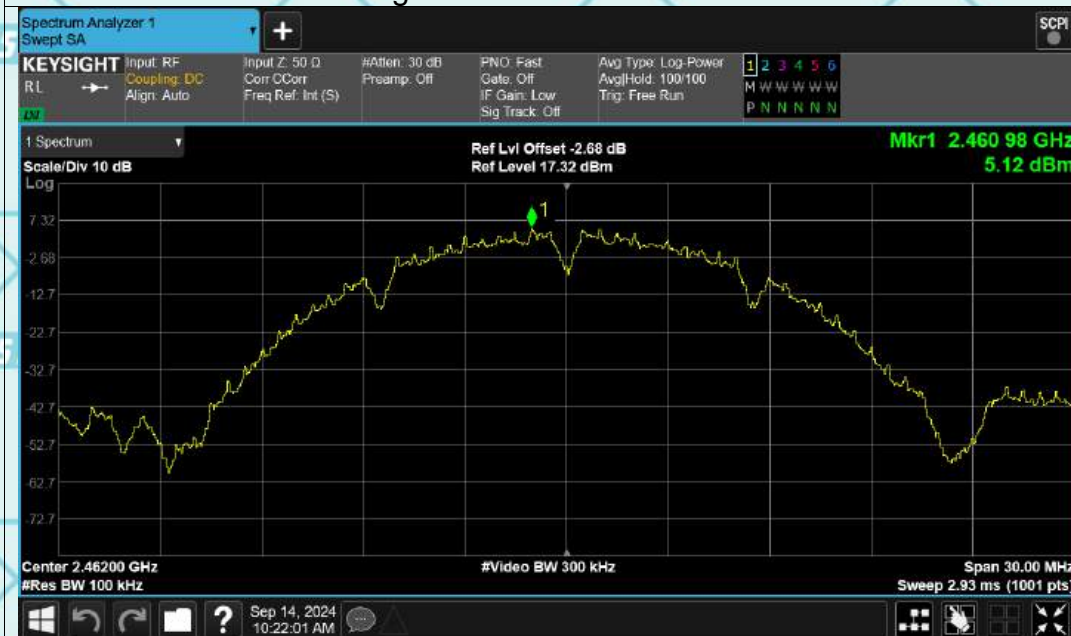 Spectrum Analyzer 1
Swept SA
+
SCPI
KEYSIGHT
RL
LXI
Input: RF
Coupling: DC
Align: Auto
Input Z: 50 Ω
Corr CCorr
Freq Ref: Int (S)
#Atten: 30 dB
Preamp: Off
PNO: Fast
Gate: Off
IF Gain: Low
Sig Track: Off
Avg Type: Log-Power
Avg|Hold: 100/100
Trig: Free Run
1 2 3 4 5 6
M W W W W W
P N N N N N
1 Spectrum
Scale/Div 10 dB
Log
Ref Lvl Offset -2.68 dB
Ref Level 17.32 dBm
Mkr1 2.460 98 GHz
5.12 dBm
1
7.32
-2.68
-12.7
-22.7
-32.7
-42.7
-52.7
-62.7
-72.7
Center 2.46200 GHz
#Res BW 100 kHz
#Video BW 300 kHz
Span 30.00 MHz
Sweep 2.93 ms (1001 pts)
?
Sep 14, 2024
10:22:01 AM